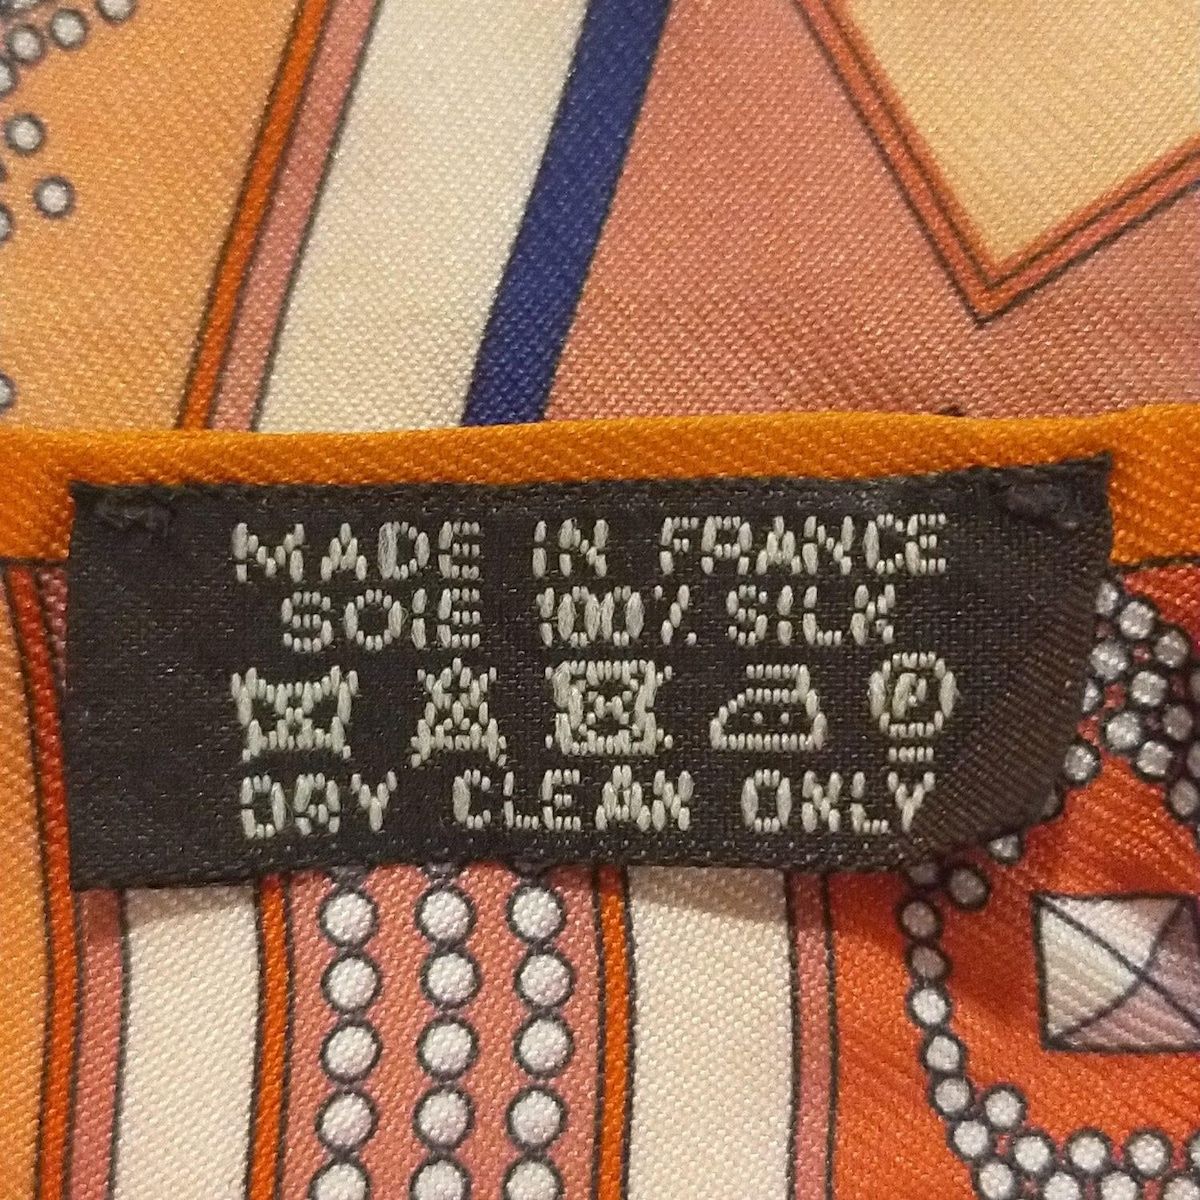 MADE IN FRANCE
SOIE 100% SILK
P
DRY CLEAN ONLY